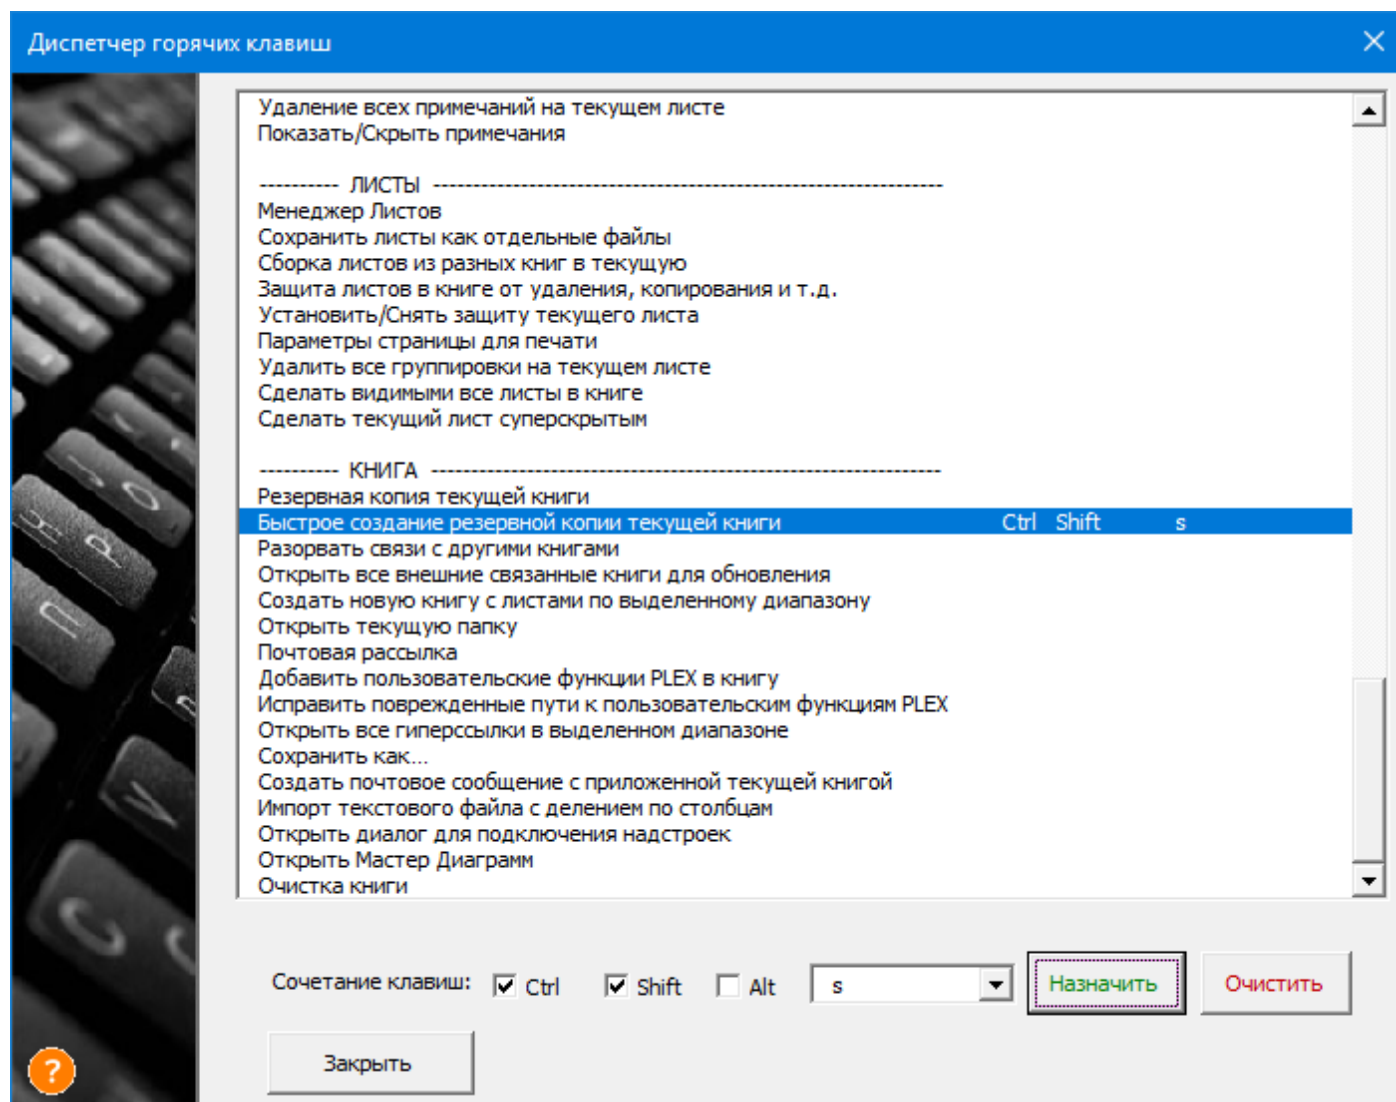 Диспетчер горячих клавиш
Удаление всех примечаний на текущем листе
Показать/Скрыть примечания
---------- ЛИСТЫ ----------------------------------------------------------------
Менеджер Листов
Сохранить листы как отдельные файлы
Сборка листов из разных книг в текущую
Защита листов в книге от удаления, копирования и т.д.
Установить/Снять защиту текущего листа
Параметры страницы для печати
Удалить все группировки на текущем листе
Сделать видимыми все листы в книге
Сделать текущий лист суперскрытым
---------- КНИГА ----------------------------------------------------------------
Резервная копия текущей книги
Быстрое создание резервной копии текущей книги Ctrl Shift s
Разорвать связи с другими книгами
Открыть все внешние связанные книги для обновления
Создать новую книгу с листами по выделенному диапазону
Открыть текущую папку
Почтовая рассылка
Добавить пользовательские функции PLEX в книгу
Исправить поврежденные пути к пользовательским функциям PLEX
Открыть все гиперссылки в выделенном диапазоне
Сохранить как...
Создать почтовое сообщение с приложенной текущей книгой
Импорт текстового файла с делением по столбцам
Открыть диалог для подключения надстроек
Открыть Мастер Диаграмм
Очистка книги
Сочетание клавиш: Ctrl Shift Alt s Назначить Очистить
Закрыть
?